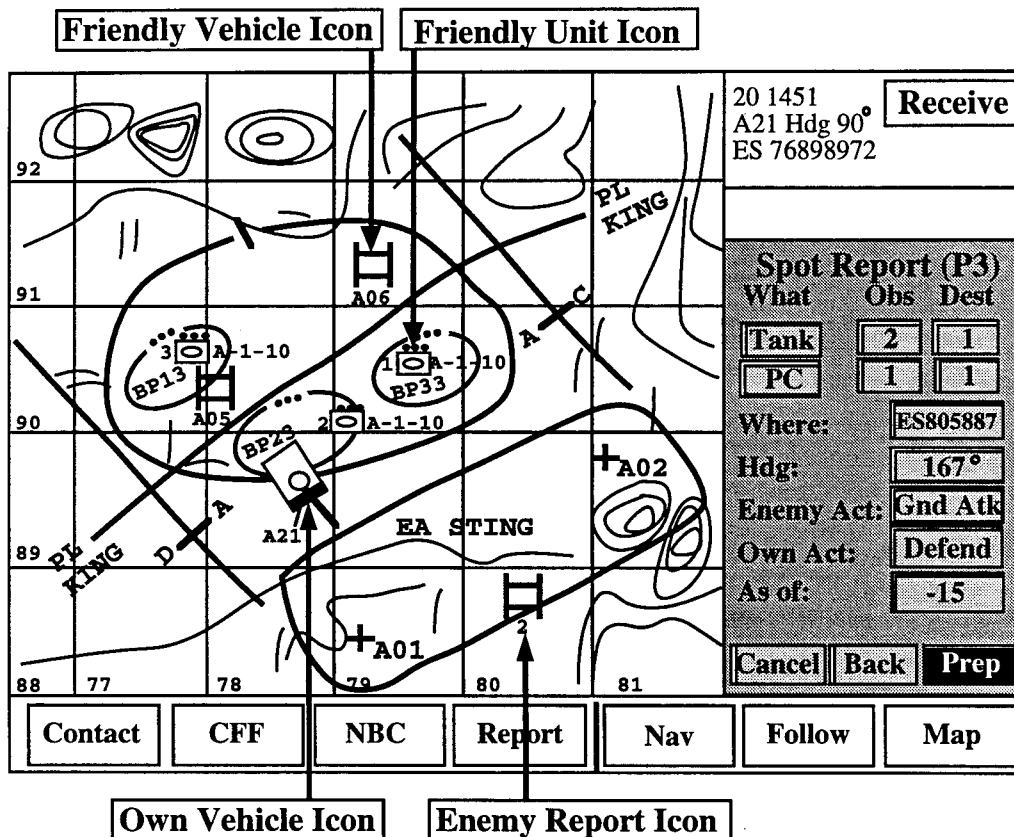 Friendly Vehicle Icon
Friendly Unit Icon
20 1451
A21 Hdg 90°
ES 76898972
Receive
92
PL KING
91
A06
A C
3 A-1-10
BP13
A05
1 A-1-10
BP33
90
2 A-1-10
BP23
A21
A02
EA STING
PL KING
D A
89
2
A01
88 77 78 79 80 81
Spot Report (P3)
What Obs Dest
Tank 2 1
PC 1 1
Where: ES805887
Hdg: 167°
Enemy Act: Gnd Atk
Own Act: Defend
As of: -15
Cancel Back Prep
Contact CFF NBC Report Nav Follow Map
Own Vehicle Icon
Enemy Report Icon